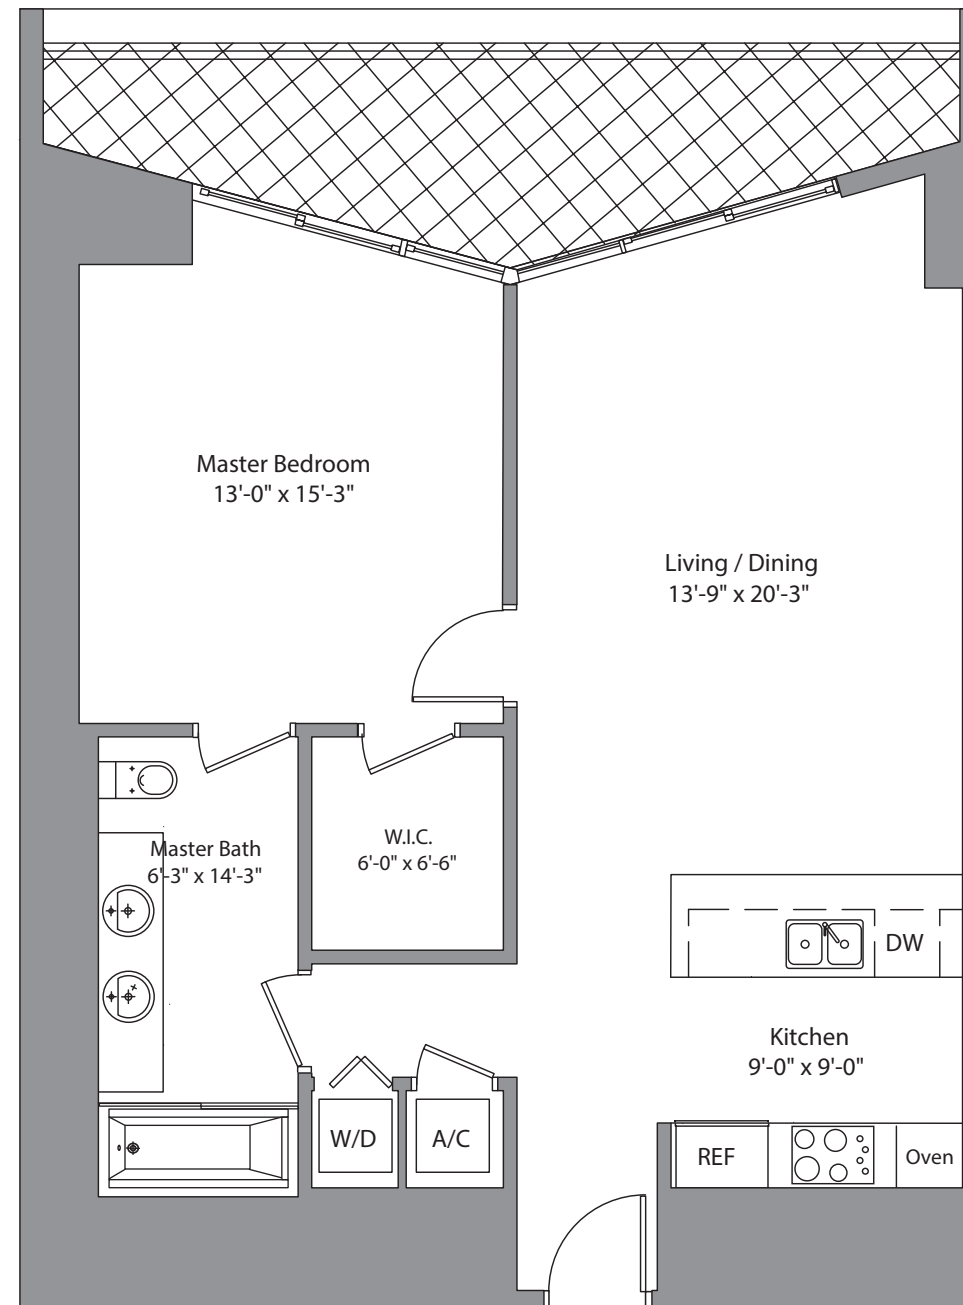 Master Bedroom
13'-0" x 15'-3"
Living / Dining
13'-9" x 20'-3"
Master Bath
6'-3" x 14'-3"
W.I.C.
6'-0" x 6'-6"
DW
Kitchen
9'-0" x 9'-0"
W/D
A/C
REF
Oven